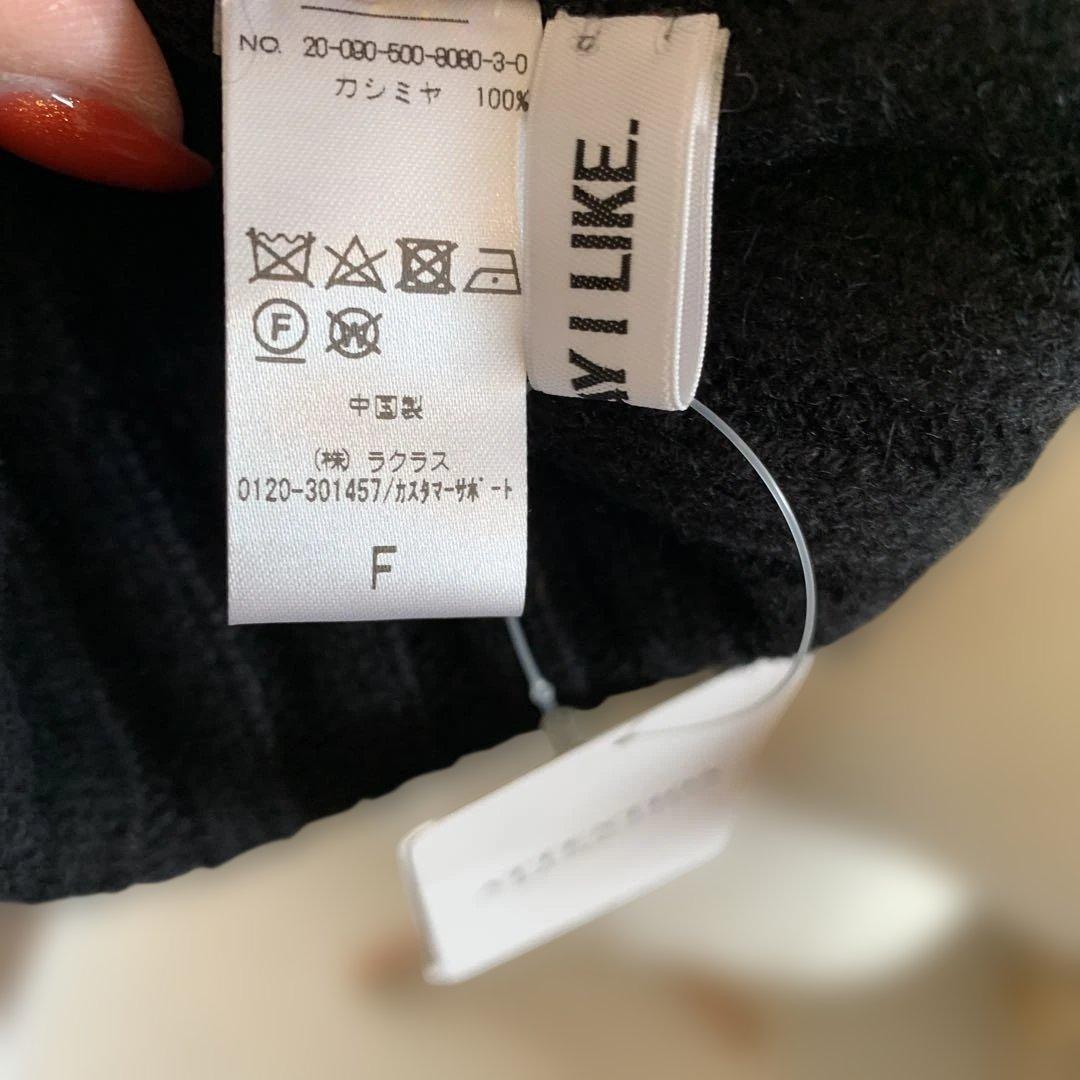 NO. 20-090-500-8080-3-0
カシミヤ 100%
中国製
(株) ラクラス
0120-301457/カスタマーサポート
F
AY I LIKE.